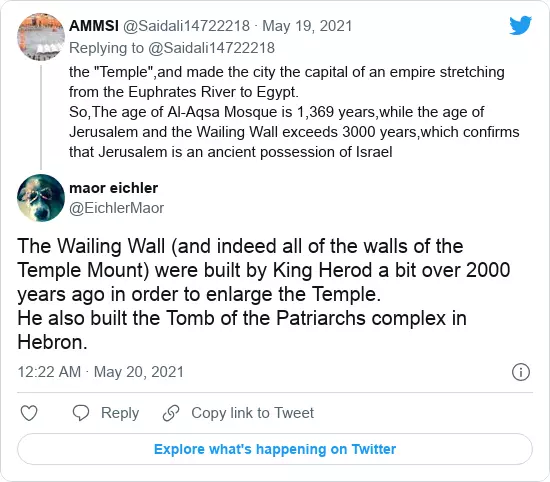 AMMSI @Saidali14722218 · May 19, 2021
Replying to @Saidali14722218
the "Temple",and made the city the capital of an empire stretching
from the Euphrates River to Egypt.
So,The age of Al-Aqsa Mosque is 1,369 years,while the age of
Jerusalem and the Wailing Wall exceeds 3000 years,which confirms
that Jerusalem is an ancient possession of Israel
maor eichler
@EichlerMaor
The Wailing Wall (and indeed all of the walls of the
Temple Mount) were built by King Herod a bit over 2000
years ago in order to enlarge the Temple.
He also built the Tomb of the Patriarchs complex in
Hebron.
12:22 AM · May 20, 2021
Reply Copy link to Tweet
Explore what's happening on Twitter